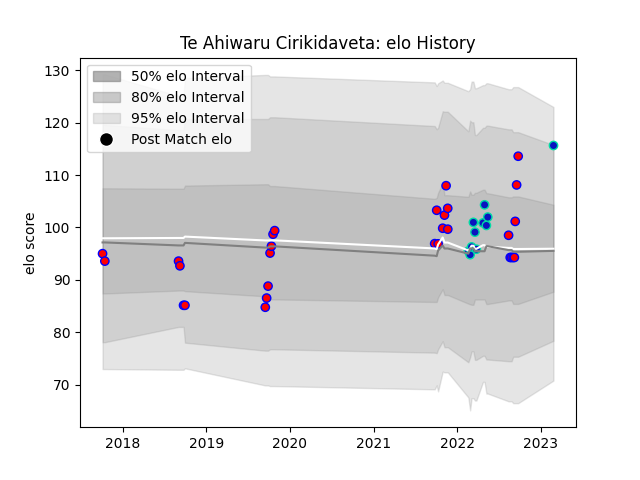 Te Ahiwaru Cirikidaveta: elo History
elo score
130
120
110
100
90
80
70
50% elo Interval
80% elo Interval
95% elo Interval
Post Match elo
2018
2019
2020
2021
2022
2023